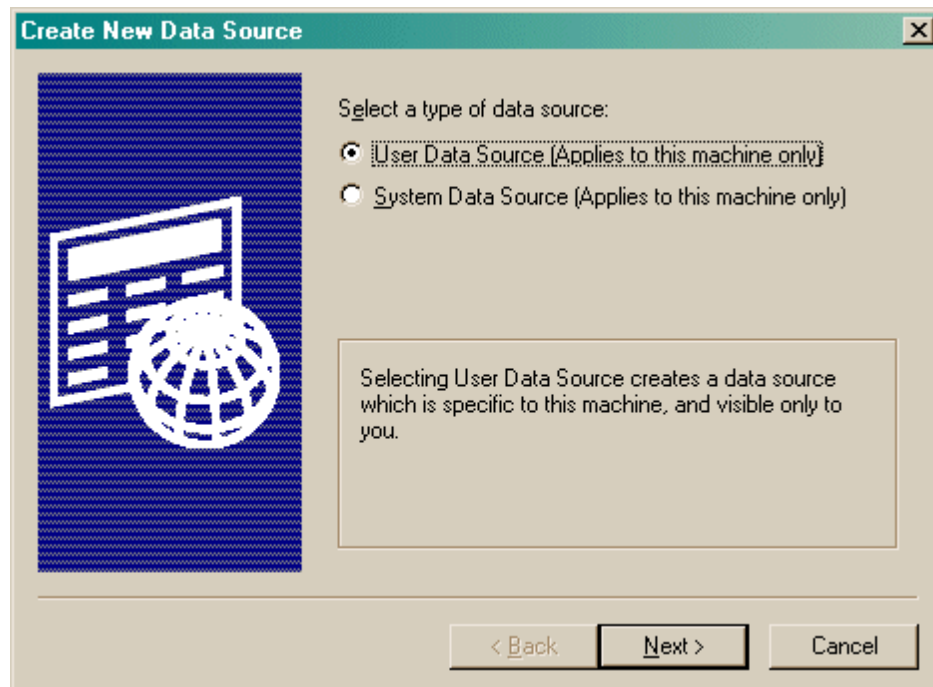 Create New Data Source
Select a type of data source:
User Data Source (Applies to this machine only)
System Data Source (Applies to this machine only)
Selecting User Data Source creates a data source
which is specific to this machine, and visible only to
you.
< Back
Next >
Cancel